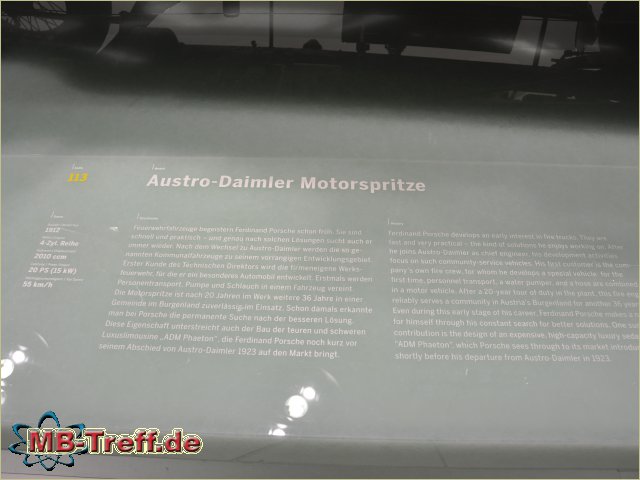 113
Austro-Daimler Motorspritze
1912
4-Zyl. Reihe
2010 ccm
20 PS (15 kW)
55 km/h
Feuerwehrfahrzeuge begeistern Ferdinand Porsche schon früh. Sie sind
schnell und praktisch – und genau nach solchen Lösungen sucht auch er
immer wieder. Nach dem Wechsel zu Austro-Daimler werden die so ge-
nannten Kommunalfahrzeuge zu seinem vorrangigen Entwicklungsgebiet.
Erster Kunde des Technischen Direktors wird die firmeneigene Werks-
feuerwehr, für die er ein besonderes Automobil entwickelt. Erstmals werden
Personentransport, Pumpe und Schlauch in einem Fahrzeug vereint.
Die Motorspritze ist nach 20 Jahren im Werk weitere 36 Jahre in einer
Gemeinde im Burgenland zuverlässig im Einsatz. Schon damals erkannte
man bei Porsche die permanente Suche nach der besseren Lösung.
Diese Eigenschaft unterstreicht auch der Bau der teuren und schweren
Luxuslimousine „ADM Phaeton", die Ferdinand Porsche noch kurz vor
seinem Abschied von Austro-Daimler 1923 auf den Markt bringt.
Ferdinand Porsche develops an early interest in fire trucks. They are
fast and very practical – the kind of solutions he enjoys working on. After
he joins Austro-Daimler as chief engineer, his development activities
focus on such community service vehicles. His first customer is the com-
pany's own fire crew, for whom he develops a special vehicle: for the
first time, personnel transport, a water pump, and a hose are combined
in a motor vehicle. After a 20-year tour of duty in the plant, this fire eng
reliably serves a community in Austria's Burgenland for another 36 year
Even during this early stage of his career, Ferdinand Porsche makes a n
for himself through his constant search for better solutions. One suc
contribution is the design of an expensive, high-capacity luxury seda
"ADM Phaeton", which Porsche sees through to its market introdu
shortly before his departure from Austro-Daimler in 1923.
MB-Treff.de